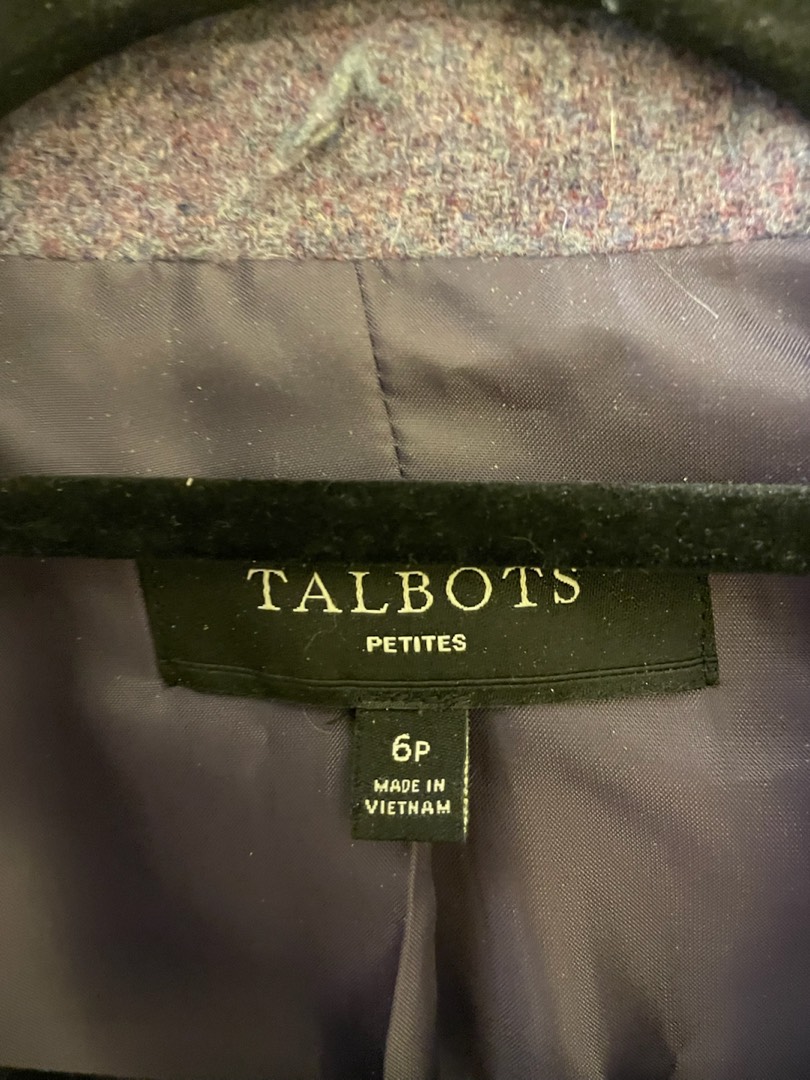 TALBOTS
PETITES
6P
MADE IN
VIETNAM